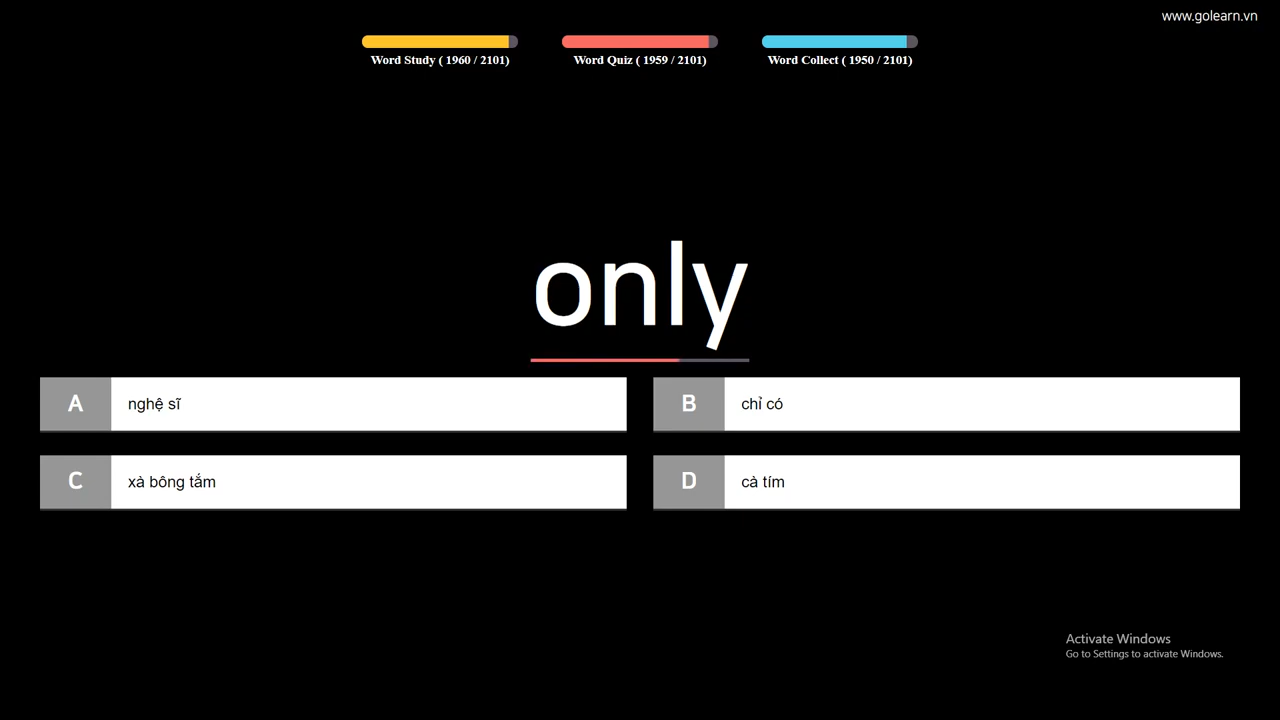 www.golearn.vn
Word Study ( 1960 / 2101)
Word Quiz ( 1959 / 2101)
Word Collect ( 1950 / 2101)
only
A nghệ sĩ
B chỉ có
C xà bông tắm
D cà tím
Activate Windows
Go to Settings to activate Windows.